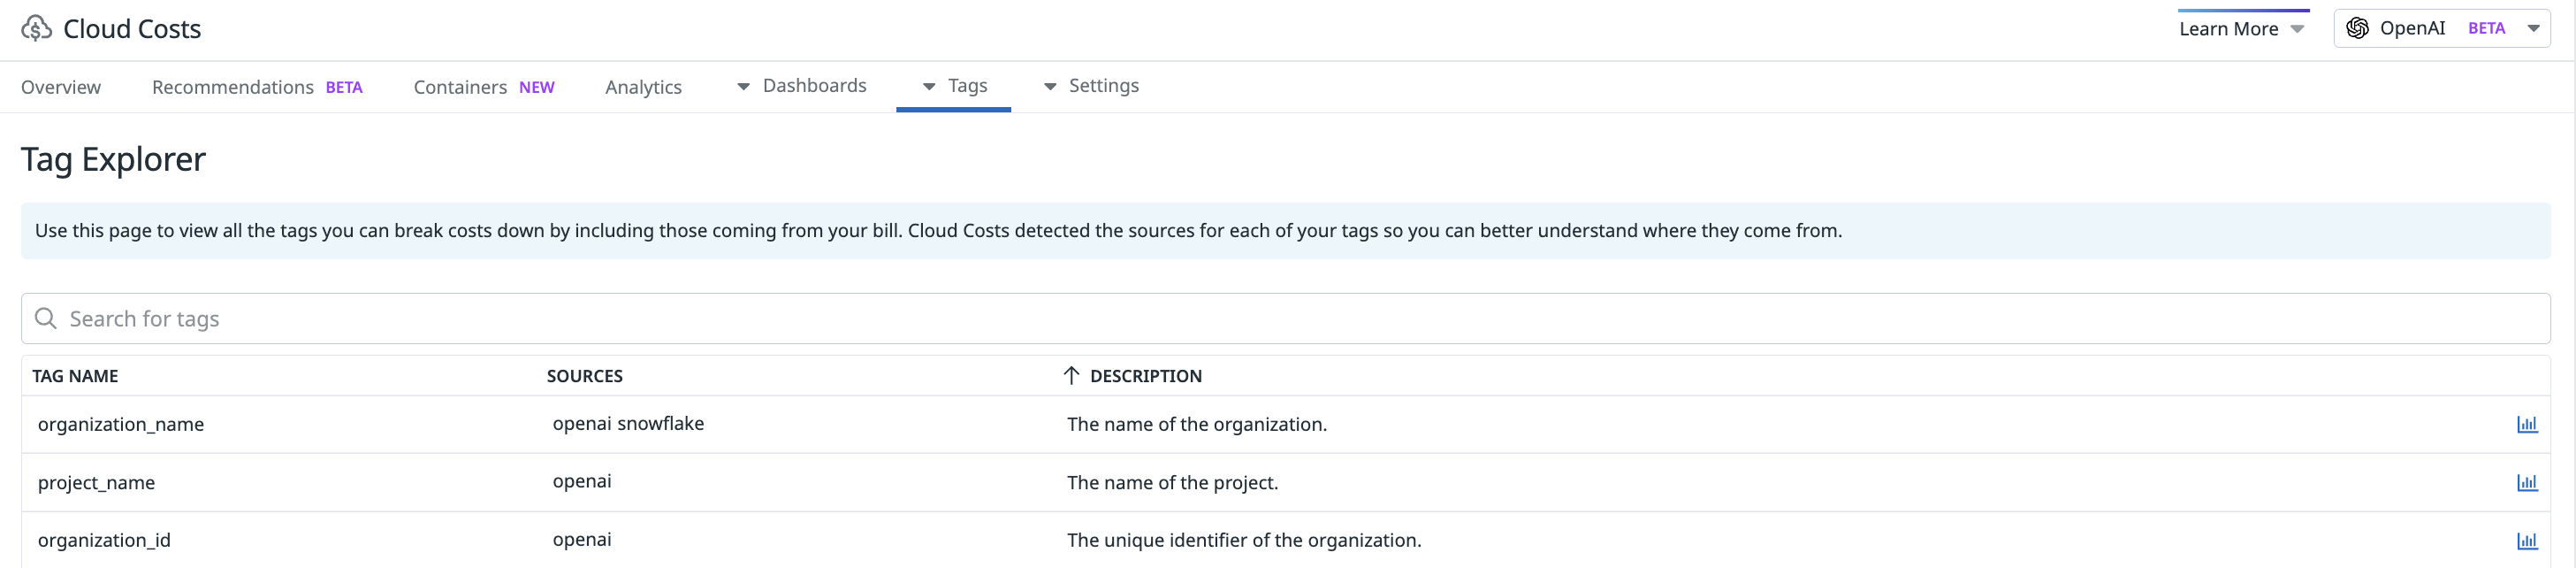 Cloud Costs
Learn More
OpenAI BETA
Overview Recommendations BETA Containers NEW Analytics Dashboards Tags Settings
Tag Explorer
Use this page to view all the tags you can break costs down by including those coming from your bill. Cloud Costs detected the sources for each of your tags so you can better understand where they come from.
Search for tags
TAG NAME SOURCES DESCRIPTION
organization_name openai snowflake The name of the organization.
project_name openai The name of the project.
organization_id openai The unique identifier of the organization.